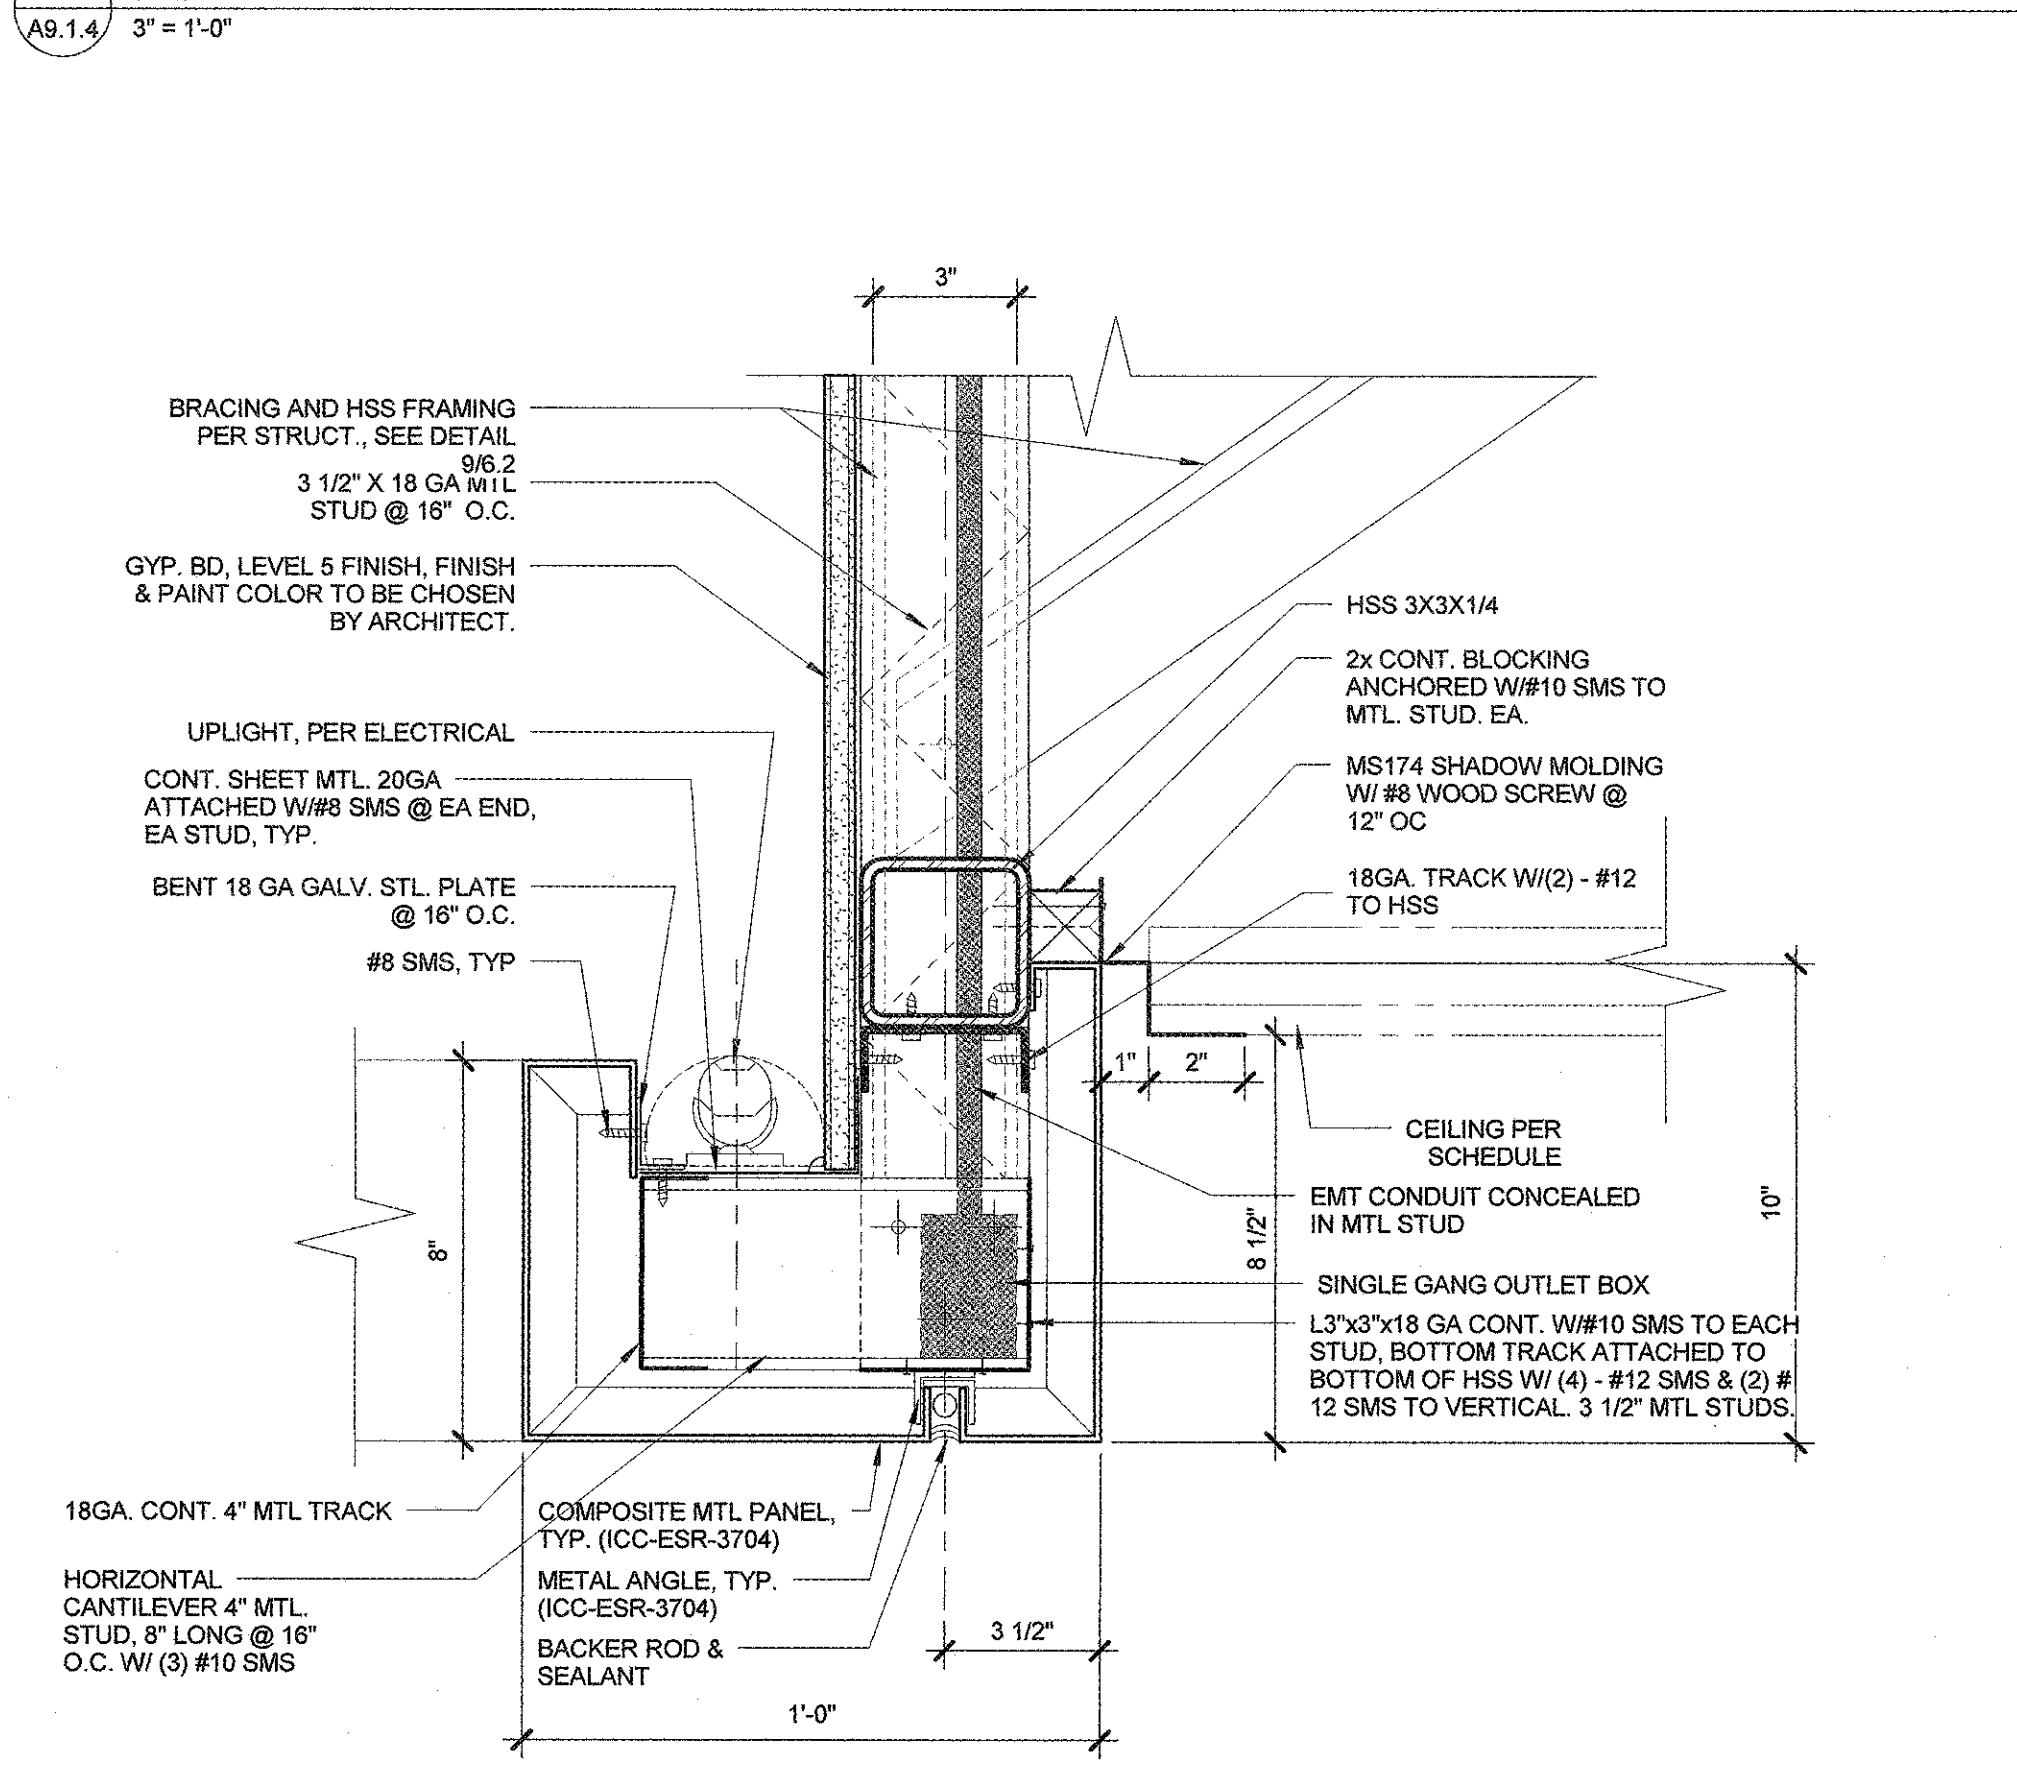 A9.1.4
3" = 1'-0"
3"
BRACING AND HSS FRAMING
PER STRUCT., SEE DETAIL
9/6.2
3 1/2" X 18 GA MTL
STUD @ 16" O.C.
GYP. BD, LEVEL 5 FINISH, FINISH
& PAINT COLOR TO BE CHOSEN
BY ARCHITECT.
UPLIGHT, PER ELECTRICAL
CONT. SHEET MTL. 20GA
ATTACHED W/#8 SMS @ EA END,
EA STUD, TYP.
BENT 18 GA GALV. STL. PLATE
@ 16" O.C.
#8 SMS, TYP
HSS 3X3X1/4
2x CONT. BLOCKING
ANCHORED W/#10 SMS TO
MTL. STUD. EA.
MS174 SHADOW MOLDING
W/ #8 WOOD SCREW @
12" OC
18GA. TRACK W/(2) - #12
TO HSS
1"
2"
CEILING PER
SCHEDULE
EMT CONDUIT CONCEALED
IN MTL STUD
8"
8 1/2"
10"
SINGLE GANG OUTLET BOX
L3"x3"x18 GA CONT. W/#10 SMS TO EACH
STUD, BOTTOM TRACK ATTACHED TO
BOTTOM OF HSS W/ (4) - #12 SMS & (2) #
12 SMS TO VERTICAL. 3 1/2" MTL STUDS.
18GA. CONT. 4" MTL TRACK
HORIZONTAL
CANTILEVER 4" MTL.
STUD, 8" LONG @ 16"
O.C. W/ (3) #10 SMS
COMPOSITE MTL PANEL,
TYP. (ICC-ESR-3704)
METAL ANGLE, TYP.
(ICC-ESR-3704)
BACKER ROD &
SEALANT
3 1/2"
1'-0"